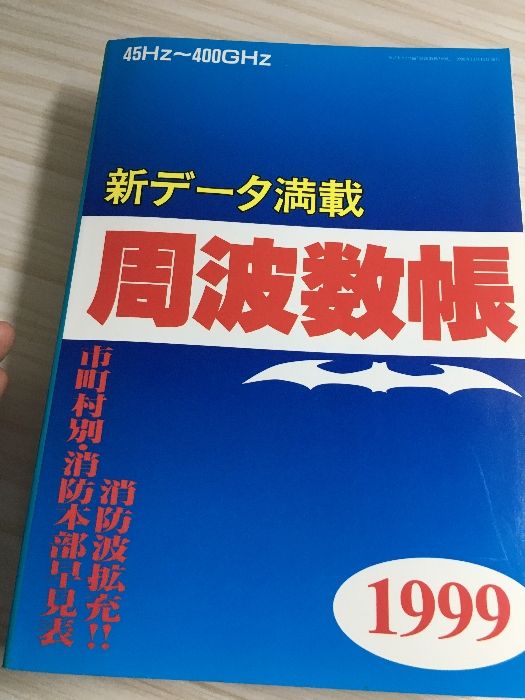 45Hz～400GHz
新データ満載
周波数帳
消防波拡充!!
市町村別・消防本部早見表
1999